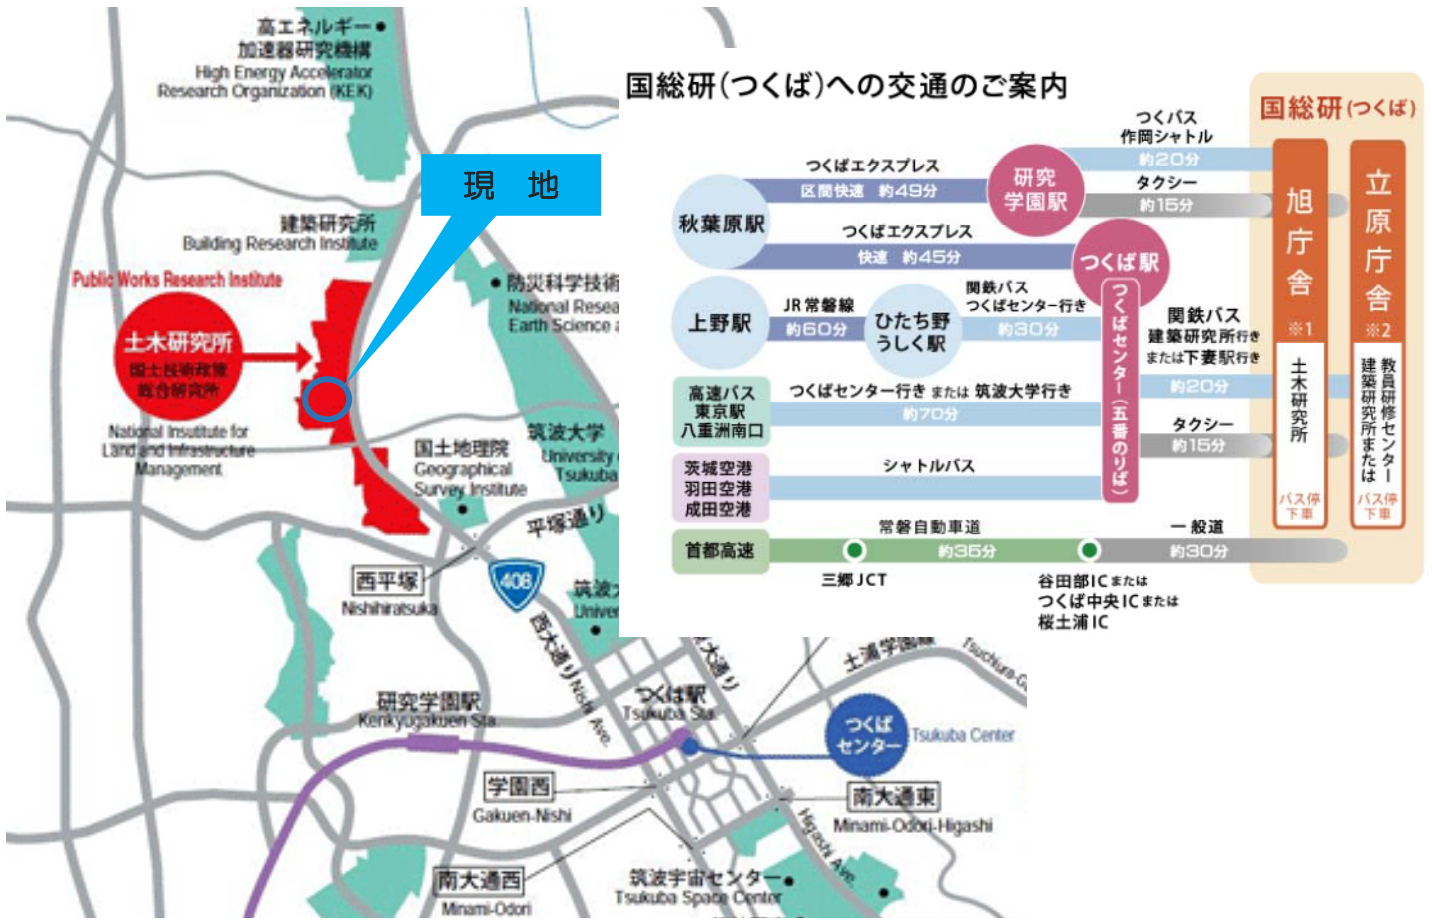 高エネルギー
加速器研究機構
High Energy Accelerator
Research Organization (KEK)
現 地
建築研究所
Building Research Institute
Public Works Research Institute
土木研究所
国土技術政策
総合研究所
National Insutitute for
Land and Infrastructure
Management
防災科学技術
National Resea
Earth Science a
国土地理院
Geographical
Survey Institute
筑波大学
University
Tsukuba
平塚通り
西平塚
Nishihiratsuka
408
筑波大
Univer
西大通り
Nishi Ave.
研究学園駅
Kenkyugakuen Sta.
つくば駅
Tsukuba Sta.
大通り
土浦学園線
Tsuchiura-G
つくば
センター
Tsukuba Center
学園西
Gakuen-Nishi
南大通東
Minami-Odori-Higashi
Higashi Ave.
南大通西
Minami-Odori
筑波宇宙センター
Tsukuba Space Center
国総研(つくば)への交通のご案内
国総研(つくば)
秋葉原駅
つくばエクスプレス
区間快速 約49分
研究
学園駅
つくバス
作岡シャトル
約20分
タクシー
約15分
つくばエクスプレス
快速 約45分
つくば駅
上野駅
JR常磐線
約60分
ひたち野
うしく駅
関鉄バス
つくばセンター行き
約30分
つくばセンター(五番のりば)
関鉄バス
建築研究所行き
または下妻駅行き
約20分
高速バス
東京駅
八重洲南口
つくばセンター行き または 筑波大学行き
約70分
タクシー
約15分
茨城空港
羽田空港
成田空港
シャトルバス
首都高速
常磐自動車道
約35分
三郷JCT
一般道
約30分
谷田部ICまたは
つくば中央ICまたは
桜土浦IC
旭庁舎
※1
土木研究所
バス停
下車
立原庁舎
※2
教員研修センター
建築研究所または
バス停
下車